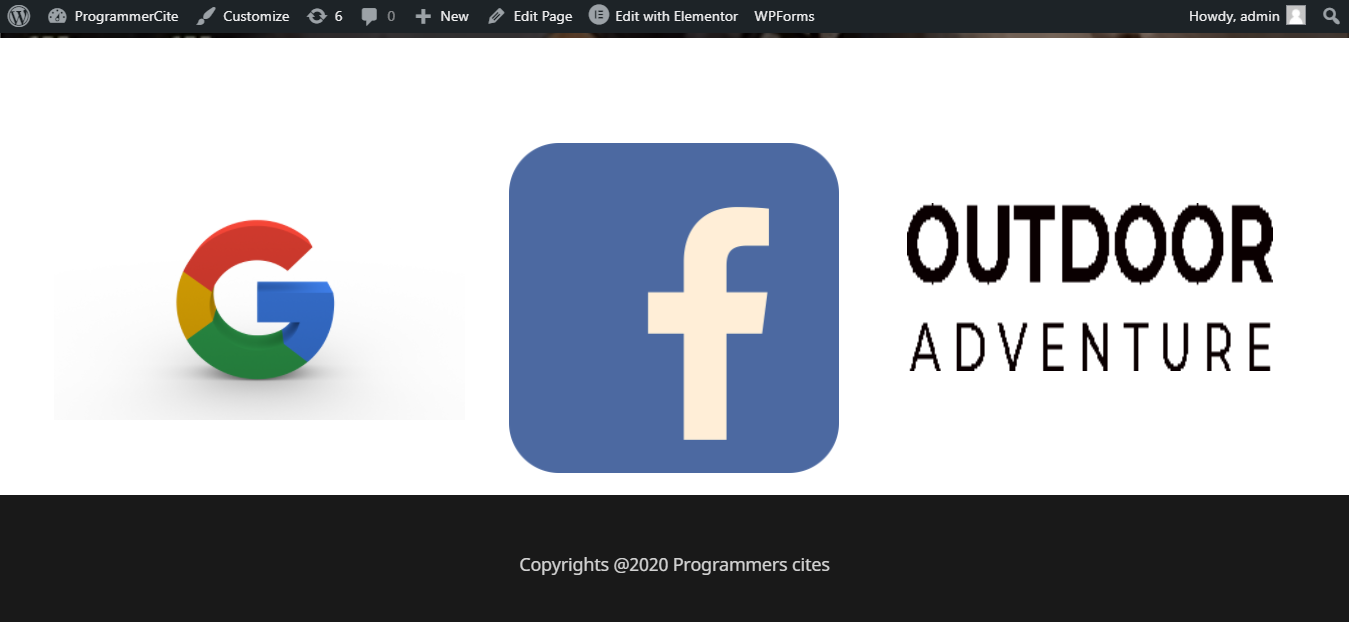 ProgrammerCite Customize 6 0 New Edit Page Edit with Elementor WPForms Howdy, admin
G f OUTDOOR
ADVENTURE
Copyrights @2020 Programmers cites